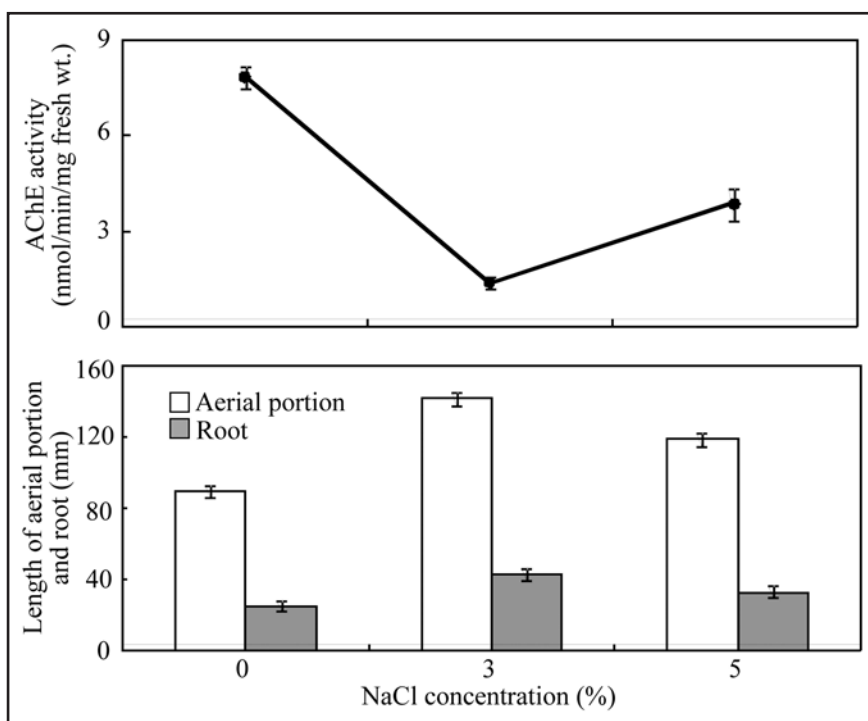 AChE activity
(nmol/min/mg fresh wt.)
9
6
3
0
Length of aerial portion
and root (mm)
160
120
80
40
0
Aerial portion
Root
0 3 5
NaCl concentration (%)